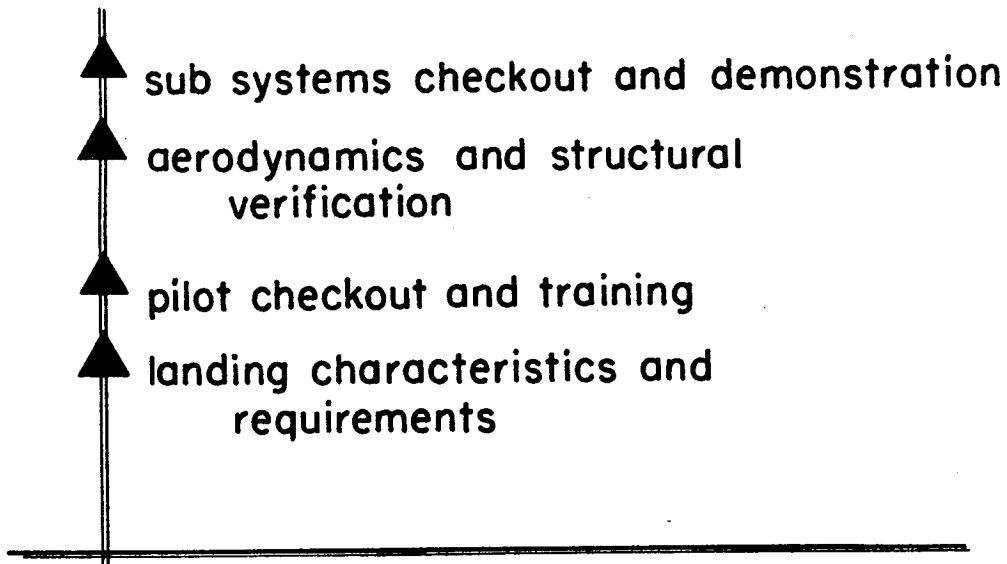 sub systems checkout and demonstration
aerodynamics and structural
verification
pilot checkout and training
landing characteristics and
requirements